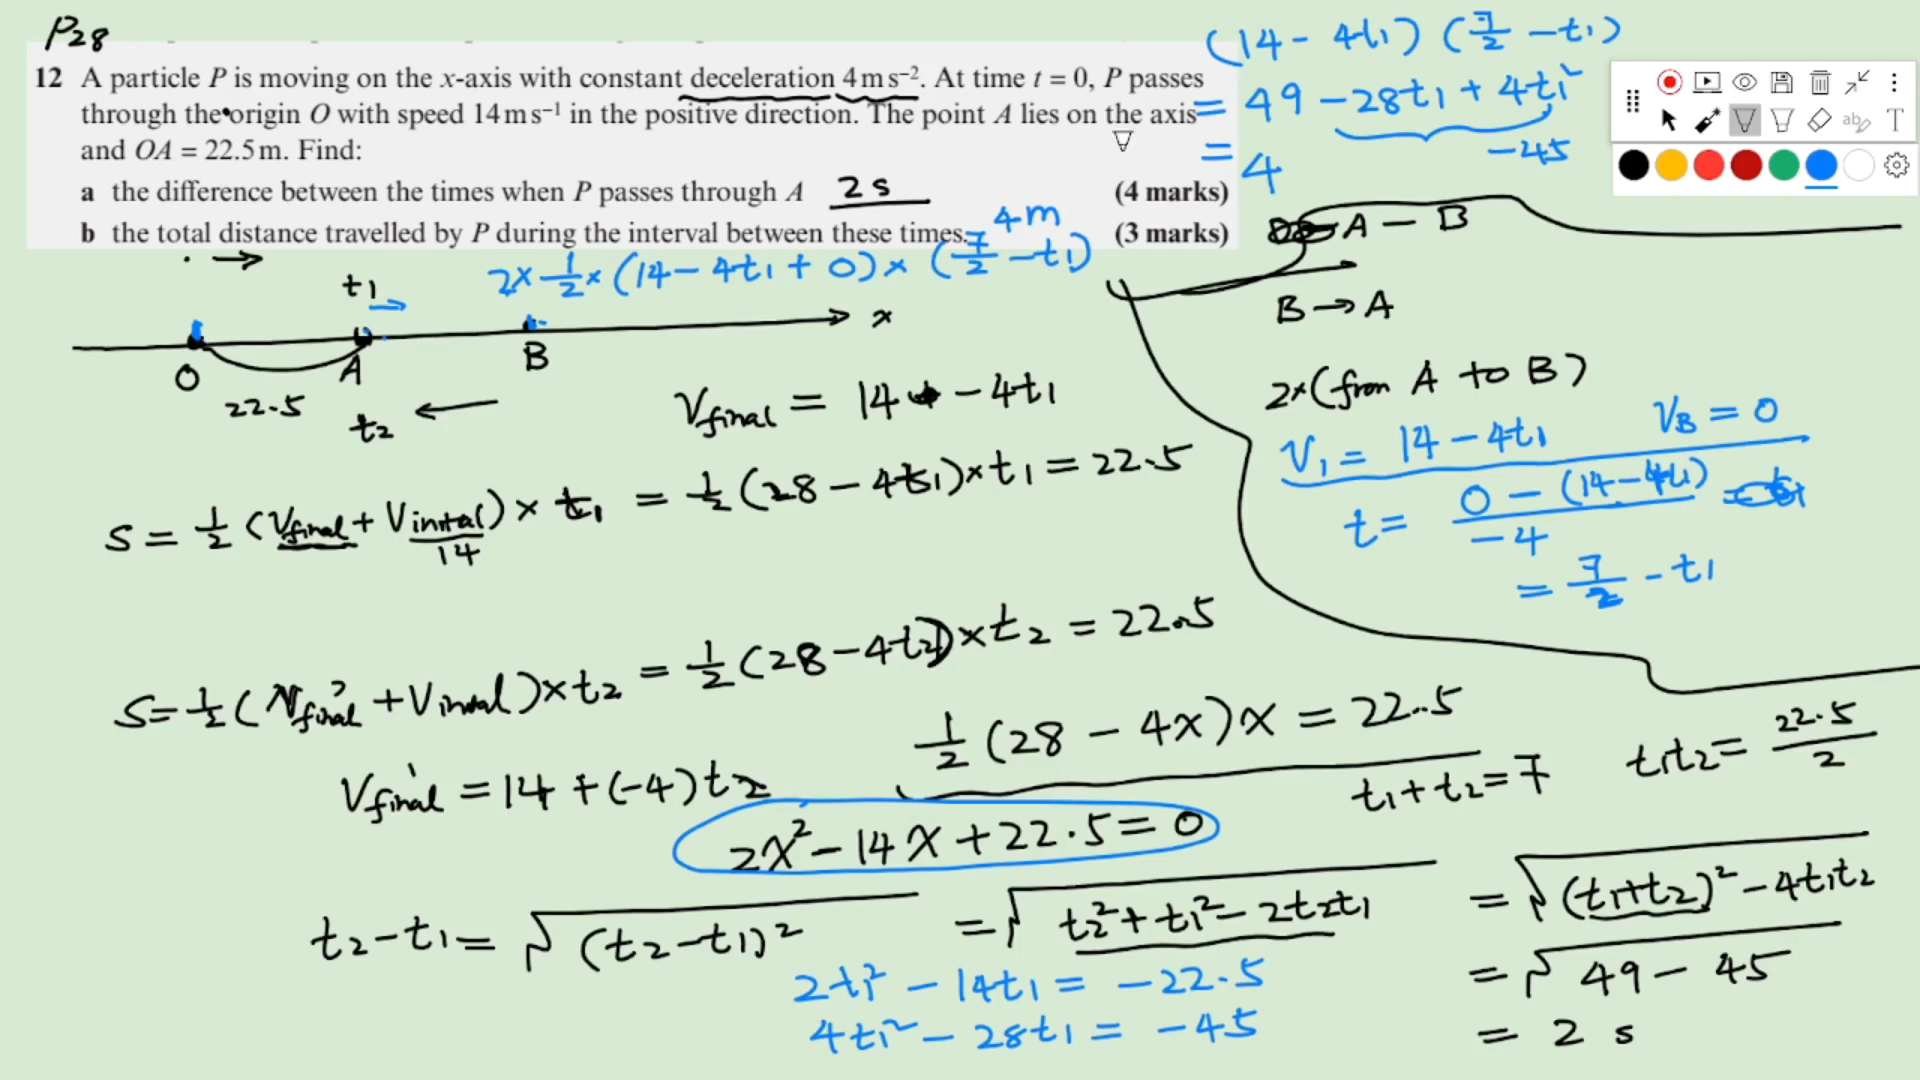 P28
12 A particle P is moving on the x-axis with constant deceleration 4 m s⁻². At time t = 0, P passes
through the origin O with speed 14 m s⁻¹ in the positive direction. The point A lies on the axis
and OA = 22.5 m. Find:
a the difference between the times when P passes through A 2 s (4 marks)
b the total distance travelled by P during the interval between these times. 4m (3 marks)
2 × 1/2 × (14 - 4t₁ + 0) × (7/2 - t₁)
(14 - 4t₁) (7/2 - t₁)
= 49 - 28t₁ + 4t₁²
-45
= 4
A - B
B → A
2×(from A to B)
V₁ = 14 - 4t₁ V_B = 0
t = (0 - (14 - 4t₁))/-4
= 7/2 - t₁
t₁
x
O A B
22.5
t₂
V_final = 14 - 4t₁
S = 1/2 (V_final + V_inital) × t₁ = 1/2 (28 - 4t₁) × t₁ = 22.5
14
S = 1/2 (V_final + V_inital) × t₂ = 1/2 (28 - 4t₂) × t₂ = 22.5
V_final = 14 + (-4)t₂
1/2 (28 - 4x) x = 22.5
2x² - 14x + 22.5 = 0
t₁ + t₂ = 7 t₁t₂ = 22.5/2
t₂ - t₁ = √(t₂ - t₁)² = √t₂² + t₁² - 2t₂t₁ = √(t₁+t₂)² - 4t₁t₂
= √49 - 45
= 2 s
2t₁² - 14t₁ = -22.5
4t₁² - 28t₁ = -45
ab
T